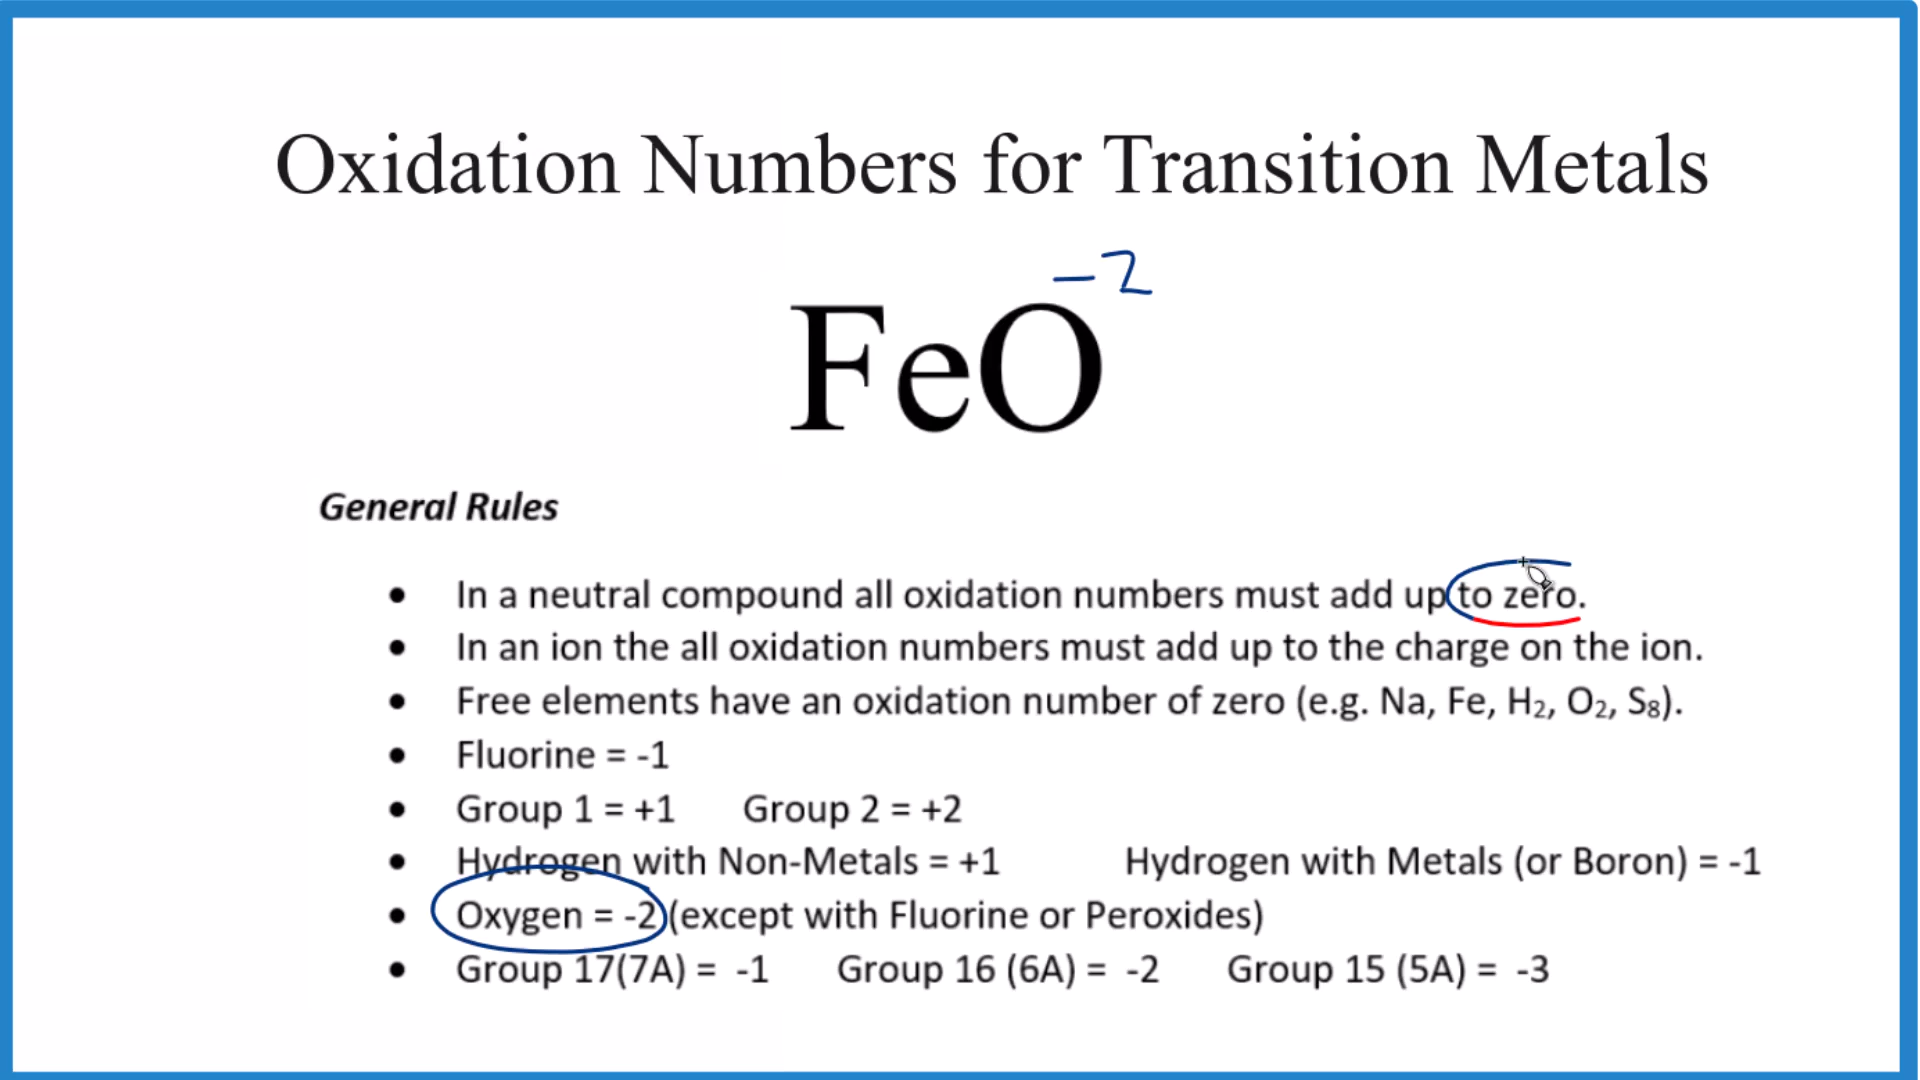 Oxidation Numbers for Transition Metals
-2
FeO
General Rules
• In a neutral compound all oxidation numbers must add up to zero.
• In an ion the all oxidation numbers must add up to the charge on the ion.
• Free elements have an oxidation number of zero (e.g. Na, Fe, H₂, O₂, S₈).
• Fluorine = -1
• Group 1 = +1 Group 2 = +2
• Hydrogen with Non-Metals = +1 Hydrogen with Metals (or Boron) = -1
• Oxygen = -2 (except with Fluorine or Peroxides)
• Group 17(7A) = -1 Group 16 (6A) = -2 Group 15 (5A) = -3